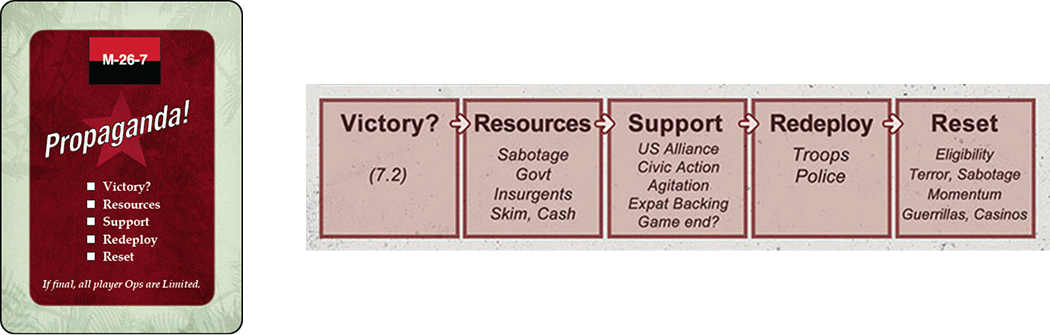 M-26-7
Propaganda!
Victory?
Resources
Support
Redeploy
Reset
If final, all player Ops are Limited.
Victory?
(7.2)
Resources
Sabotage
Govt
Insurgents
Skim, Cash
Support
US Alliance
Civic Action
Agitation
Expat Backing
Game end?
Redeploy
Troops
Police
Reset
Eligibility
Terror, Sabotage
Momentum
Guerrillas, Casinos